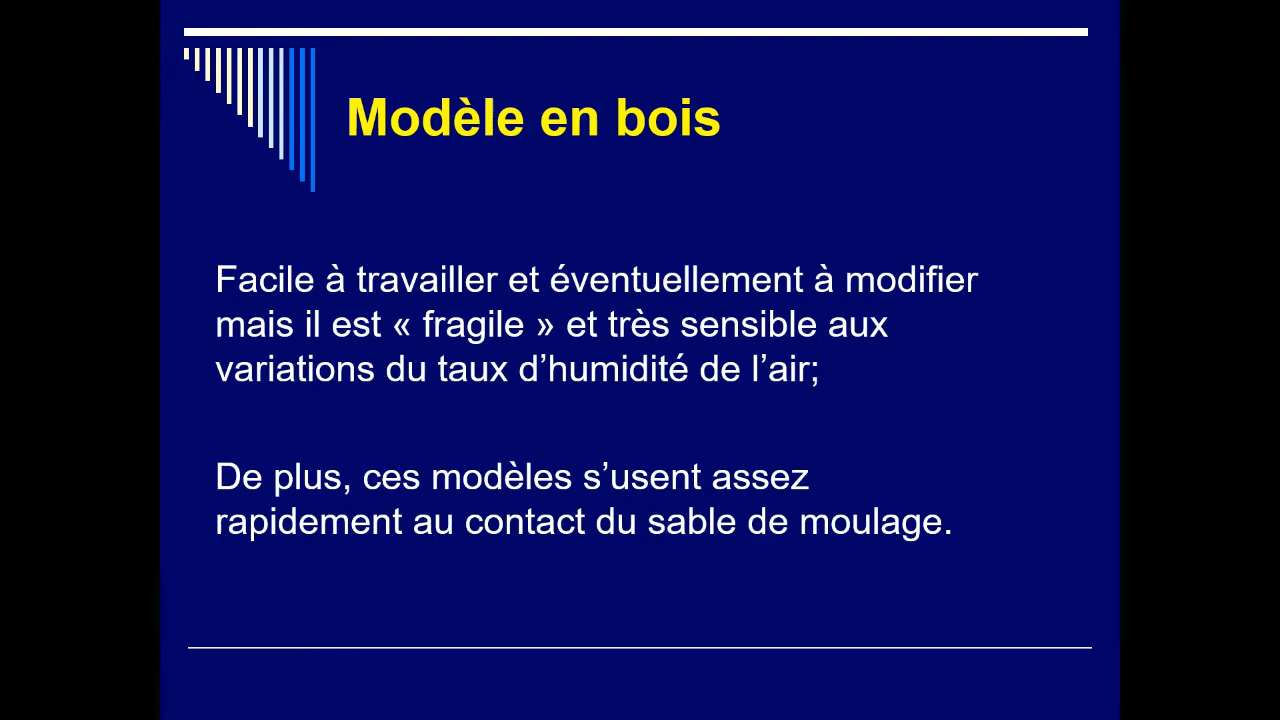 Modèle en bois
Facile à travailler et éventuellement à modifier
mais il est « fragile » et très sensible aux
variations du taux d’humidité de l’air;
De plus, ces modèles s’usent assez
rapidement au contact du sable de moulage.